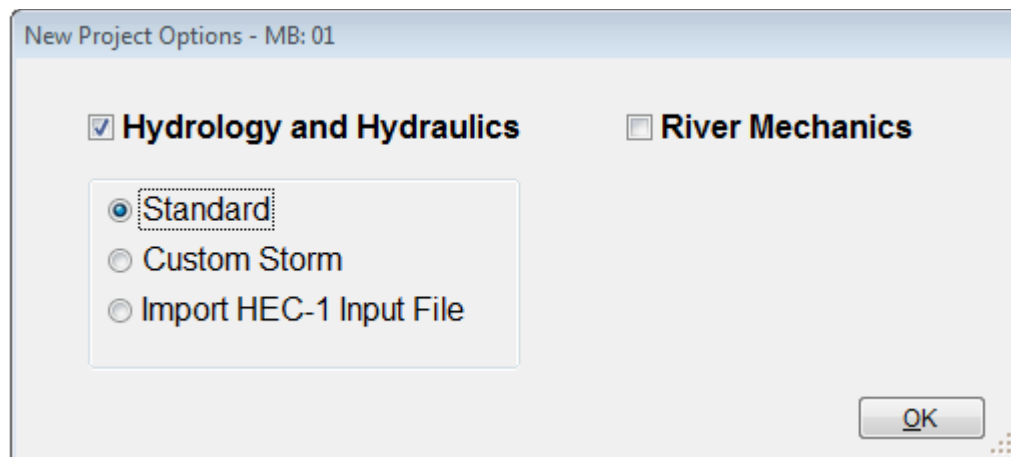 New Project Options - MB: 01
Hydrology and Hydraulics River Mechanics
Standard
Custom Storm
Import HEC-1 Input File
OK